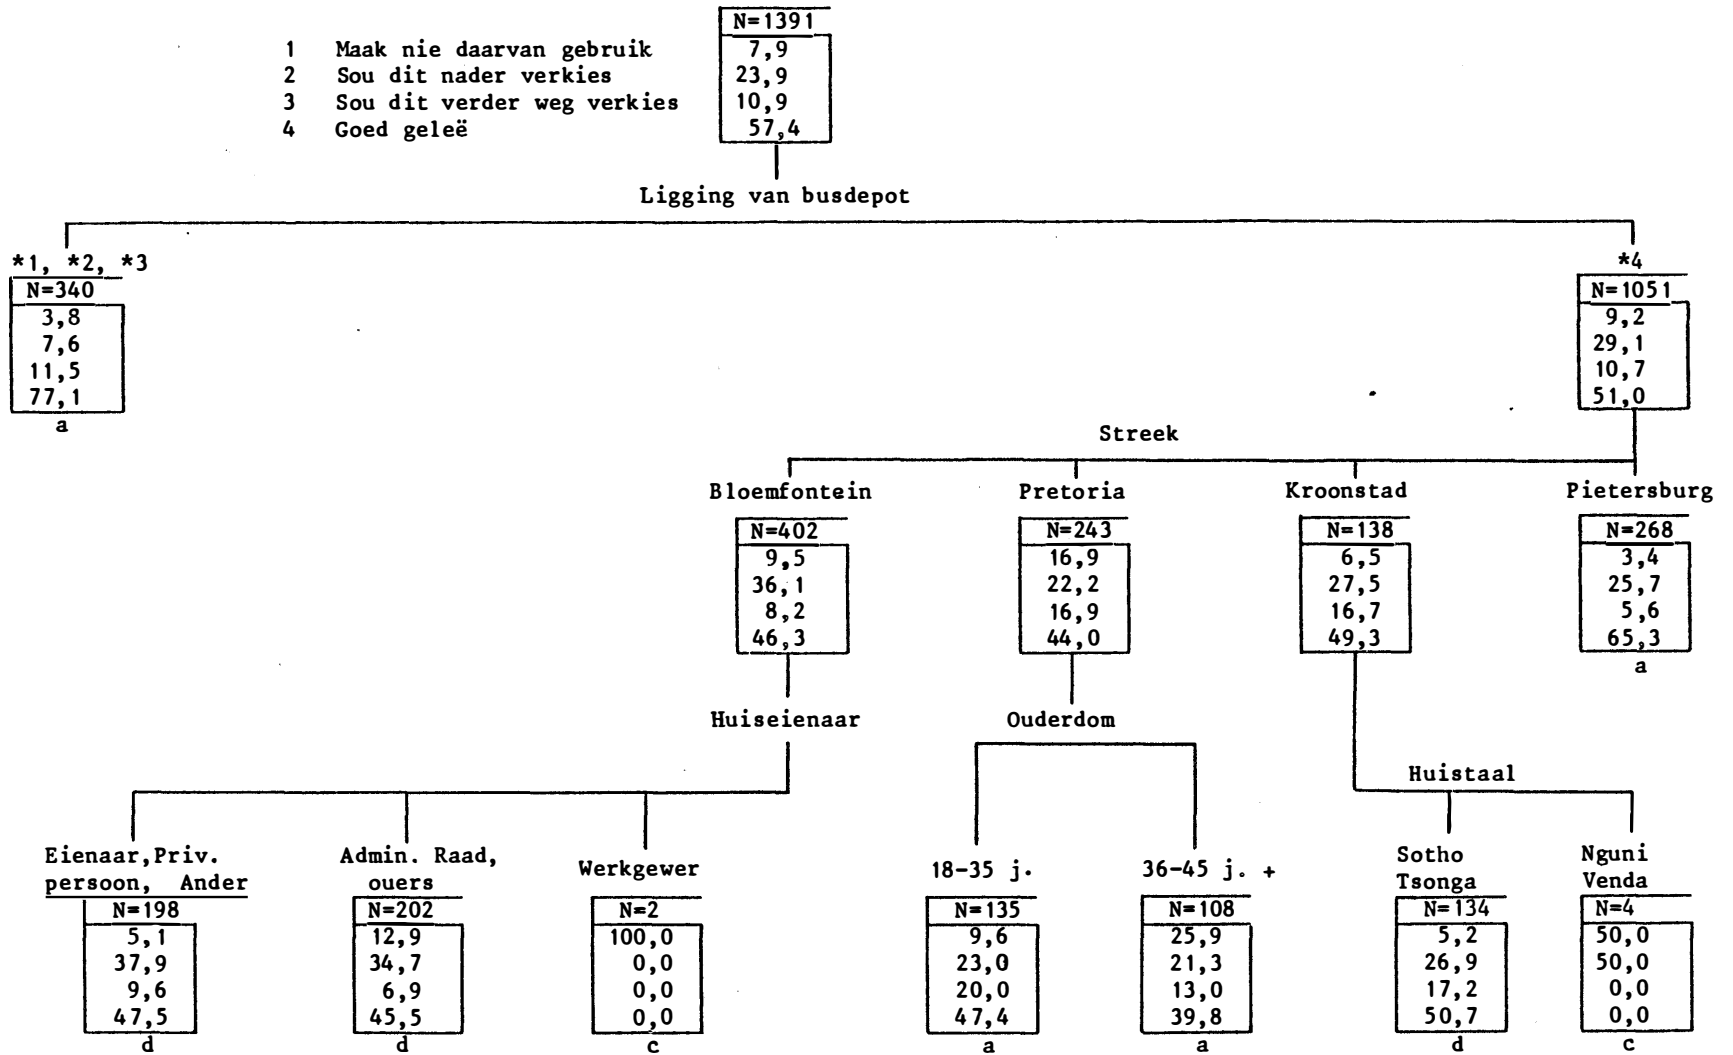 N=1391
1 Maak nie daarvan gebruik 7,9
2 Sou dit nader verkies 23,9
3 Sou dit verder weg verkies 10,9
4 Goed geleë 57,4
Ligging van busdepot
*1, *2, *3
N=340
3,8
7,6
11,5
77,1
a
*4
N=1051
9,2
29,1
10,7
51,0
Streek
Bloemfontein
N=402
9,5
36,1
8,2
46,3
Pretoria
N=243
16,9
22,2
16,9
44,0
Kroonstad
N=138
6,5
27,5
16,7
49,3
Pietersburg
N=268
3,4
25,7
5,6
65,3
a
Huiseienaar
Ouderdom
Huistaal
Eienaar,Priv.
persoon, Ander
N=198
5,1
37,9
9,6
47,5
d
Admin. Raad,
ouers
N=202
12,9
34,7
6,9
45,5
d
Werkgewer
N=2
100,0
0,0
0,0
0,0
c
18-35 j.
N=135
9,6
23,0
20,0
47,4
a
36-45 j. +
N=108
25,9
21,3
13,0
39,8
a
Sotho
Tsonga
N=134
5,2
26,9
17,2
50,7
d
Nguni
Venda
N=4
50,0
50,0
0,0
0,0
c